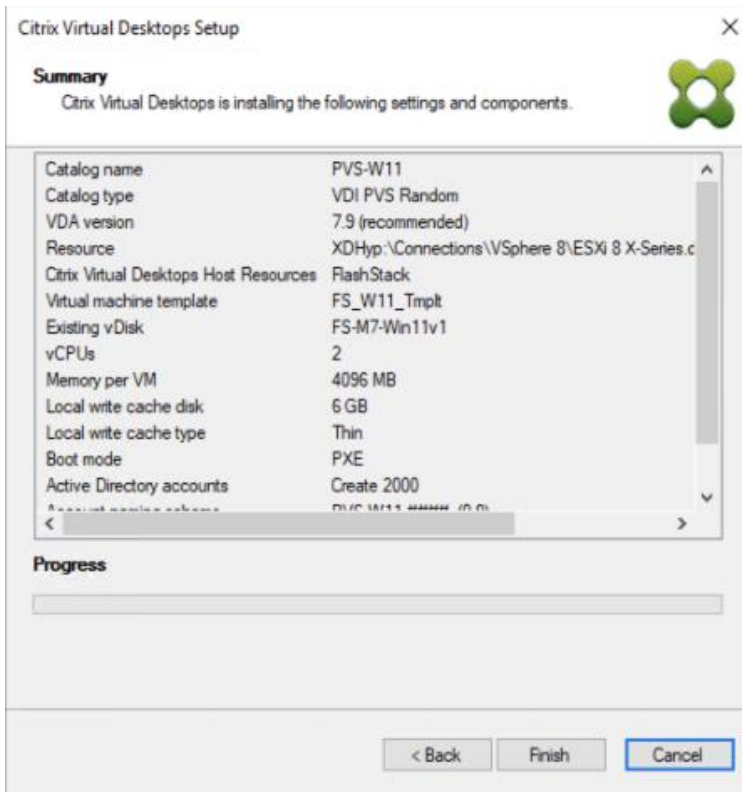 Citrix Virtual Desktops Setup
Summary
Citrix Virtual Desktops is installing the following settings and components.
Catalog name PVS-W11
Catalog type VDI PVS Random
VDA version 7.9 (recommended)
Resource XDHyp:\Connections\VSphere 8\ESXi 8 X-Series.c
Citrix Virtual Desktops Host Resources FlashStack
Virtual machine template FS_W11_Tmplt
Existing vDisk FS-M7-Win11v1
vCPUs 2
Memory per VM 4096 MB
Local write cache disk 6 GB
Local write cache type Thin
Boot mode PXE
Active Directory accounts Create 2000
Progress
< Back Finish Cancel